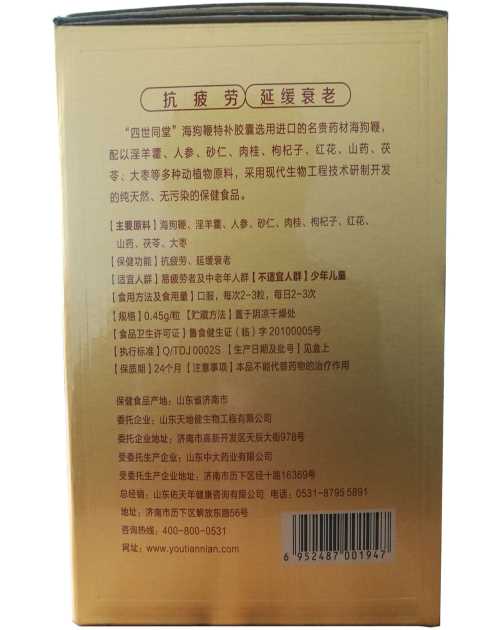 抗疲劳 延缓衰老
“四世同堂”海狗鞭特补胶囊选用进口的名贵药材海狗鞭，
配以淫羊藿、人参、砂仁、肉桂、枸杞子、红花、山药、茯
苓、大枣等多种动植物原料，采用现代生物工程技术研制开发
的纯天然、无污染的保健食品。
【主要原料】海狗鞭、淫羊藿、人参、砂仁、肉桂、枸杞子、红花、
山药、茯苓、大枣
【保健功能】抗疲劳、延缓衰老
【适宜人群】易疲劳者及中老年人群【不适宜人群】少年儿童
【食用方法及食用量】口服，每次2-3粒，每日2-3次
【规格】0.45g/粒 【贮藏方法】置于阴凉干燥处
【食品卫生许可证】鲁食健生证（临）字20100005号
【执行标准】Q/TDJ 0002S 【生产日期及批号】见盒上
【保质期】24个月 【注意事项】本品不能代替药物的治疗作用
保健食品产地：山东省济南市
委托企业：山东天地健生物工程有限公司
委托企业地址：济南市高新开发区天辰大街978号
受委托生产企业：山东中大药业有限公司
受委托生产企业地址：济南市历下区经十路16369号
总经销：山东佑天年健康咨询有限公司 电话：0531-8795 5891
地址：济南市历下区解放东路56号
咨询热线：400-800-0531
网址：www.youtiannian.com
6 952487 001947